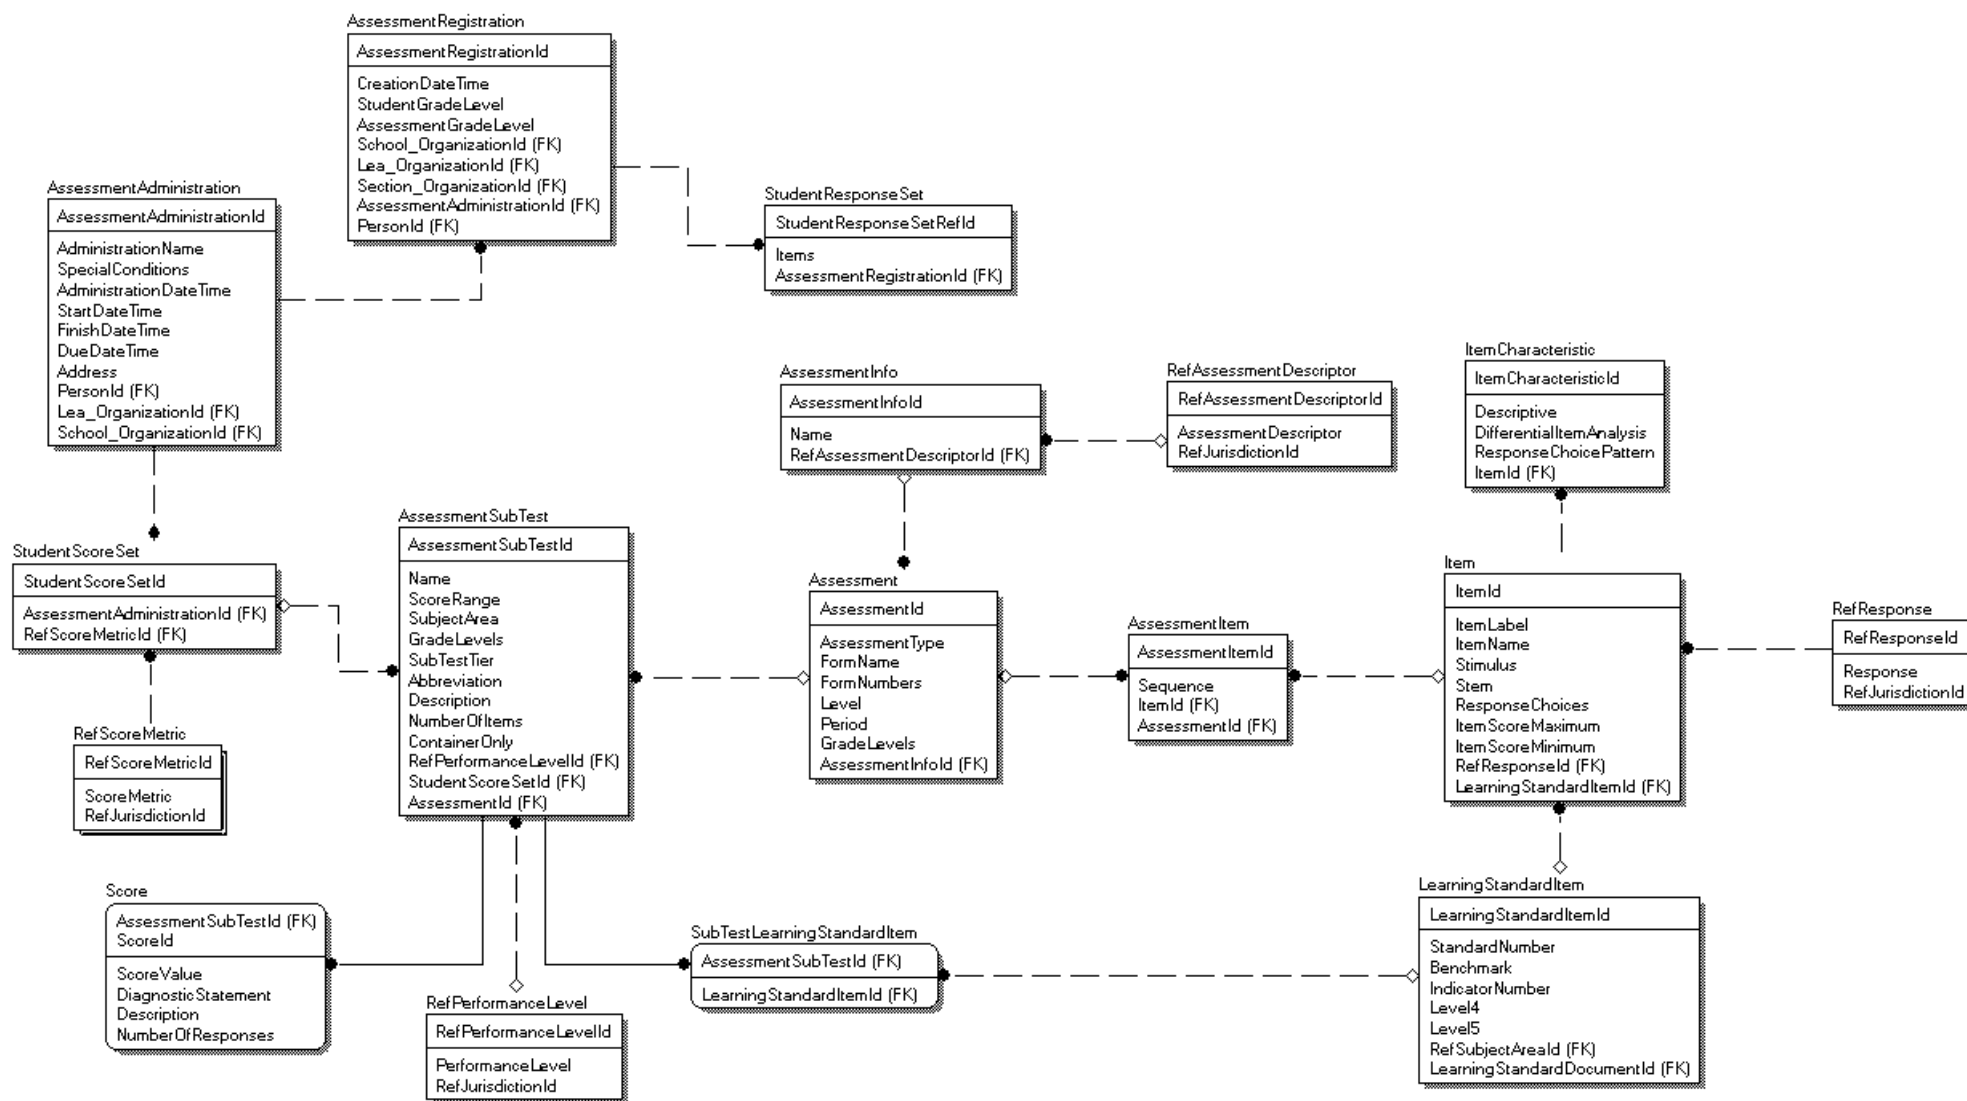 AssessmentRegistration
AssessmentRegistrationId
CreationDateTime
StudentGradeLevel
AssessmentGradeLevel
School_OrganizationId (FK)
Lea_OrganizationId (FK)
Section_OrganizationId (FK)
AssessmentAdministrationId (FK)
PersonId (FK)
AssessmentAdministration
AssessmentAdministrationId
AdministrationName
SpecialConditions
AdministrationDateTime
StartDateTime
FinishDateTime
DueDateTime
Address
PersonId (FK)
Lea_OrganizationId (FK)
School_OrganizationId (FK)
StudentResponseSet
StudentResponseSetRefId
Items
AssessmentRegistrationId (FK)
AssessmentInfo
AssessmentInfoId
Name
RefAssessmentDescriptorId (FK)
RefAssessmentDescriptor
RefAssessmentDescriptorId
AssessmentDescriptor
RefJurisdictionId
ItemCharacteristic
ItemCharacteristicId
Descriptive
DifferentialItemAnalysis
ResponseChoicePattern
ItemId (FK)
StudentScoreSet
StudentScoreSetId
AssessmentAdministrationId (FK)
RefScoreMetricId (FK)
AssessmentSubTest
AssessmentSubTestId
Name
ScoreRange
SubjectArea
GradeLevels
SubTestTier
Abbreviation
Description
NumberOfItems
ContainerOnly
RefPerformanceLevelId (FK)
StudentScoreSetId (FK)
AssessmentId (FK)
Assessment
AssessmentId
AssessmentType
FormName
FormNumbers
Level
Period
GradeLevels
AssessmentInfoId (FK)
AssessmentItem
AssessmentItemId
Sequence
ItemId (FK)
AssessmentId (FK)
Item
ItemId
ItemLabel
ItemName
Stimulus
Stem
ResponseChoices
ItemScoreMaximum
ItemScoreMinimum
RefResponseId (FK)
LearningStandardItemId (FK)
RefResponse
RefResponseId
Response
RefJurisdictionId
RefScoreMetric
RefScoreMetricId
ScoreMetric
RefJurisdictionId
Score
AssessmentSubTestId (FK)
ScoreId
ScoreValue
DiagnosticStatement
Description
NumberOfResponses
RefPerformanceLevel
RefPerformanceLevelId
PerformanceLevel
RefJurisdictionId
SubTestLearningStandardItem
AssessmentSubTestId (FK)
LearningStandardItemId (FK)
LearningStandardItem
LearningStandardItemId
StandardNumber
Benchmark
IndicatorNumber
Level4
Level5
RefSubjectAreaId (FK)
LearningStandardDocumentId (FK)